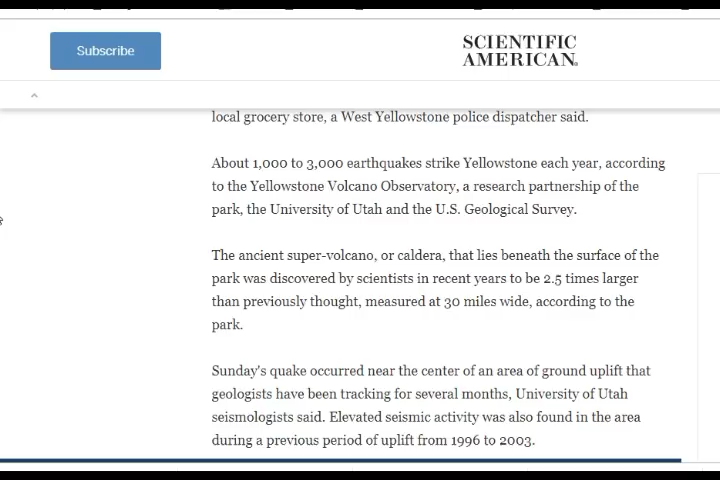 Subscribe
SCIENTIFIC
AMERICAN®
local grocery store, a West Yellowstone police dispatcher said.
About 1,000 to 3,000 earthquakes strike Yellowstone each year, according
to the Yellowstone Volcano Observatory, a research partnership of the
park, the University of Utah and the U.S. Geological Survey.
The ancient super-volcano, or caldera, that lies beneath the surface of the
park was discovered by scientists in recent years to be 2.5 times larger
than previously thought, measured at 30 miles wide, according to the
park.
Sunday's quake occurred near the center of an area of ground uplift that
geologists have been tracking for several months, University of Utah
seismologists said. Elevated seismic activity was also found in the area
during a previous period of uplift from 1996 to 2003.